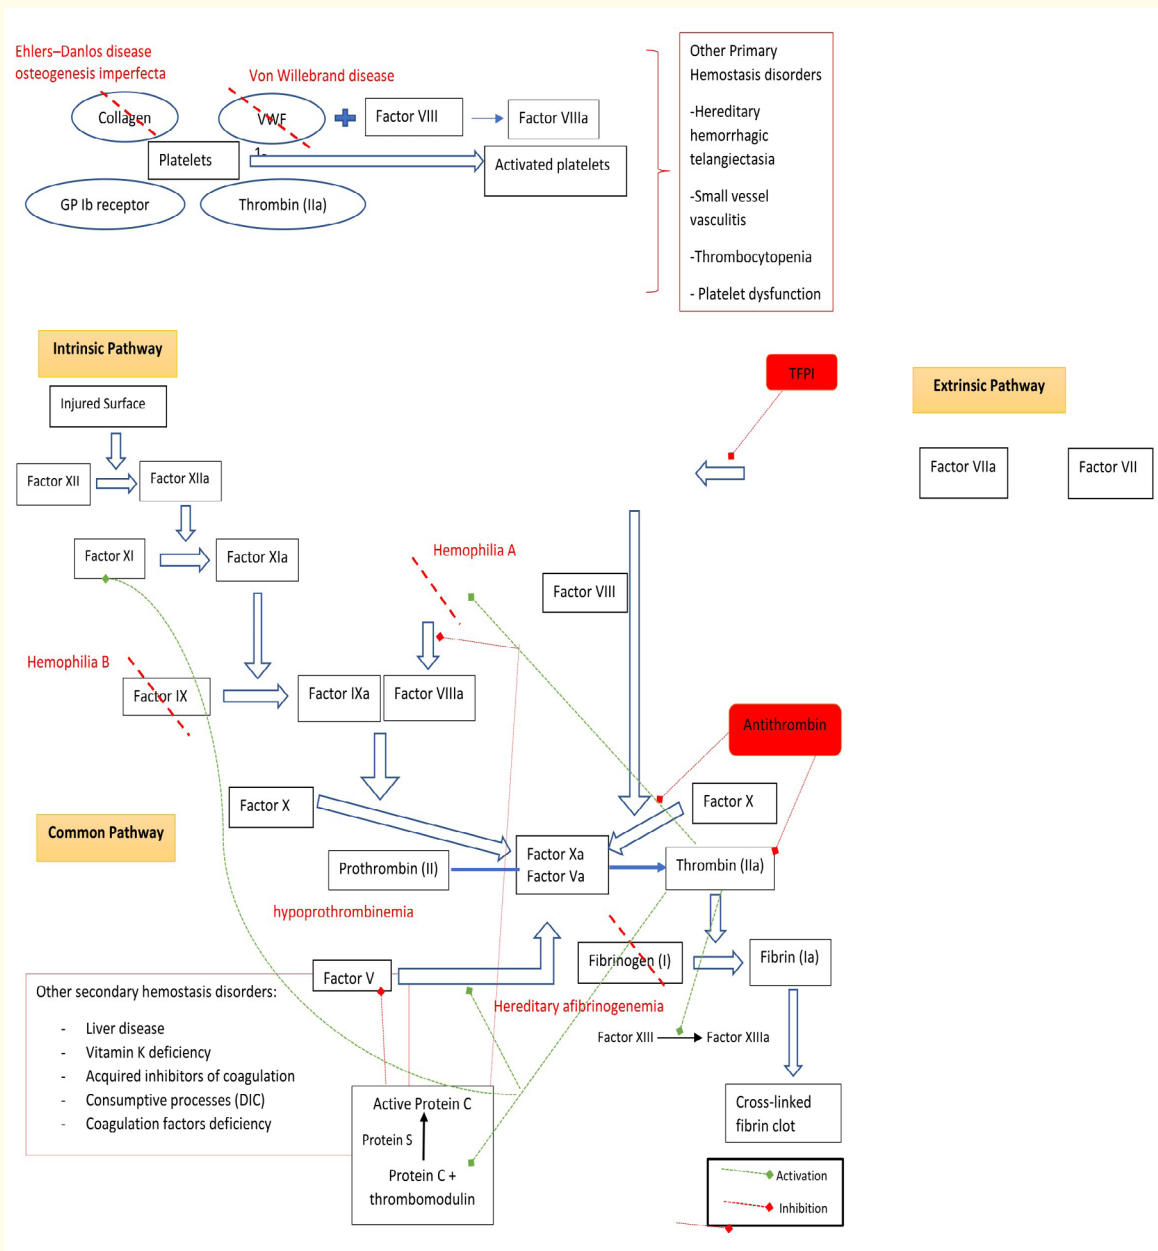 Ehlers–Danlos disease
osteogenesis imperfecta
Von Willebrand disease
Collagen
VWF
Factor VIII
Factor VIIIa
Platelets
1-
Activated platelets
GP Ib receptor
Thrombin (IIa)
Other Primary
Hemostasis disorders
-Hereditary
hemorrhagic
telangiectasia
-Small vessel
vasculitis
-Thrombocytopenia
- Platelet dysfunction
Intrinsic Pathway
Injured Surface
TFPI
Extrinsic Pathway
Factor XII
Factor XIIa
Factor VIIa
Factor VII
Factor XI
Factor XIa
Hemophilia A
Factor VIII
Hemophilia B
Factor IX
Factor IXa
Factor VIIIa
Antithrombin
Factor X
Factor X
Common Pathway
Prothrombin (II)
Factor Xa
Factor Va
Thrombin (IIa)
hypoprothrombinemia
Fibrinogen (I)
Fibrin (Ia)
Factor V
Hereditary afibrinogenemia
Factor XIII
Factor XIIIa
Other secondary hemostasis disorders:
- Liver disease
- Vitamin K deficiency
- Acquired inhibitors of coagulation
- Consumptive processes (DIC)
- Coagulation factors deficiency
Active Protein C
Protein S
Protein C +
thrombomodulin
Cross-linked
fibrin clot
Activation
Inhibition